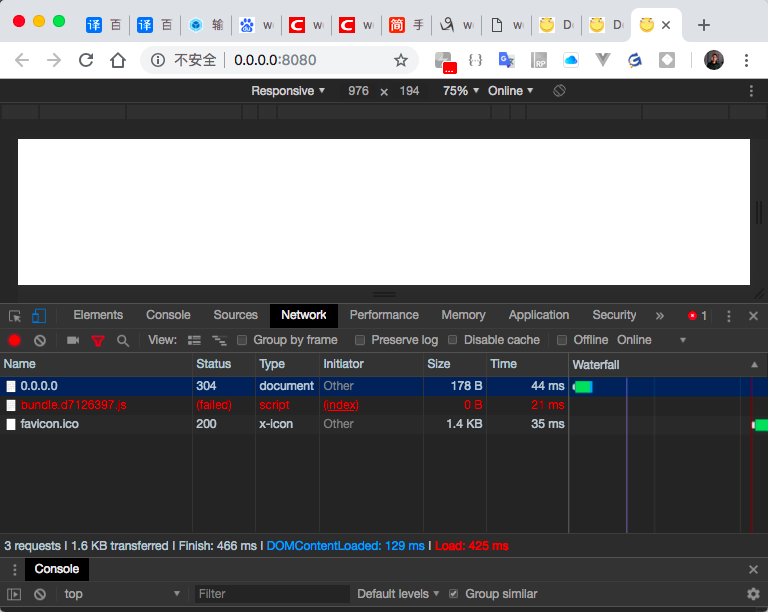 译 百 译 百 输 w C w C w 简 手 w w D D
不安全 0.0.0.0:8080
... RP
Responsive 976 × 194 75% Online
Elements Console Sources Network Performance Memory Application Security » 1
View: Group by frame Preserve log Disable cache Offline Online
Name Status Type Initiator Size Time Waterfall
0.0.0.0 304 document Other 178 B 44 ms
bundle.d7126397.js (failed) script (index) 0 B 21 ms
favicon.ico 200 x-icon Other 1.4 KB 35 ms
3 requests | 1.6 KB transferred | Finish: 466 ms | DOMContentLoaded: 129 ms | Load: 425 ms
Console
top Filter Default levels Group similar